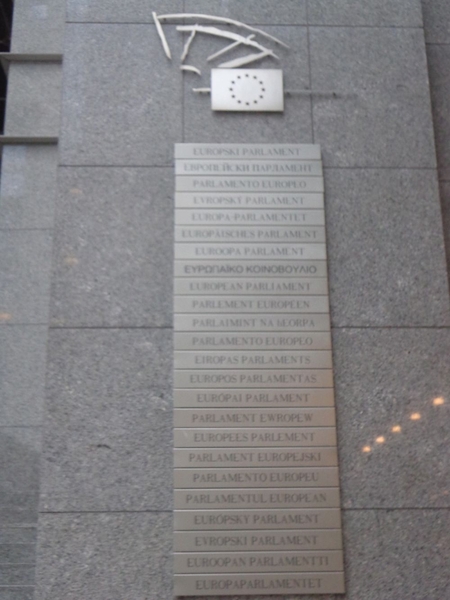 EUROPSKI PARLAMENT
ЕВРОПЕЙСКИ ПАРЛАМЕНТ
PARLAMENTO EUROPEO
EVROPSKÝ PARLAMENT
EUROPA-PARLAMENTET
EUROPÄISCHES PARLAMENT
EUROOPA PARLAMENT
ΕΥΡΩΠΑΪΚΟ ΚΟΙΝΟΒΟΥΛΙΟ
EUROPEAN PARLIAMENT
PARLEMENT EUROPEEN
PARLAIMINT NA hEORPA
PARLAMENTO EUROPEO
EIROPAS PARLAMENTS
EUROPOS PARLAMENTAS
EURÓPAI PARLAMENT
PARLAMENT EWROPEW
EUROPEES PARLEMENT
PARLAMENT EUROPEJSKI
PARLAMENTO EUROPEU
PARLAMENTUL EUROPEAN
EURÓPSKY PARLAMENT
EVROPSKI PARLAMENT
EUROOPAN PARLAMENTTI
EUROPAPARLAMENTET